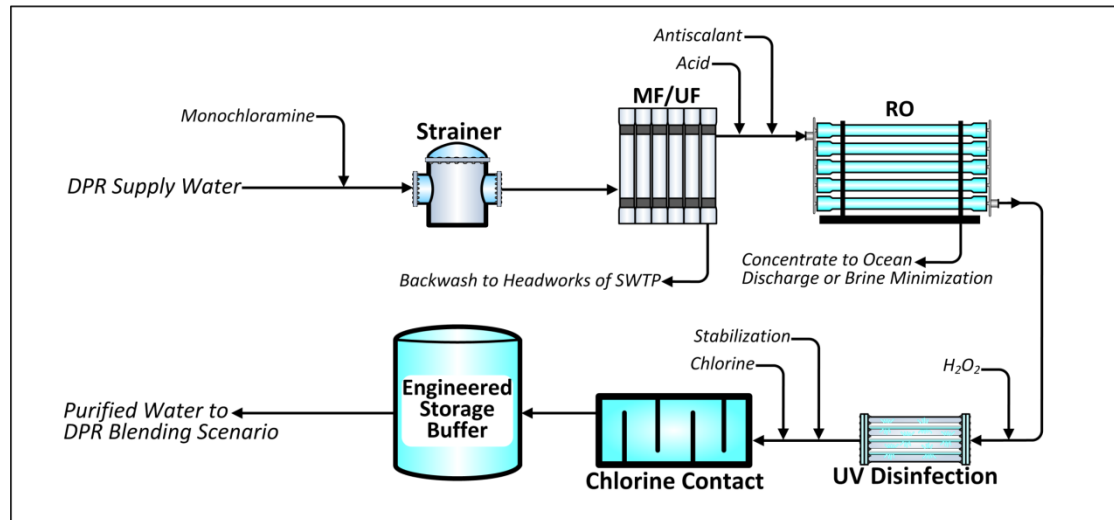 Antiscalant
Acid
MF/UF
RO
Monochloramine
Strainer
DPR Supply Water
Backwash to Headworks of SWTP
Concentrate to Ocean
Discharge or Brine Minimization
Stabilization
Chlorine
H₂O₂
Engineered
Storage
Buffer
Purified Water to
DPR Blending Scenario
Chlorine Contact
UV Disinfection